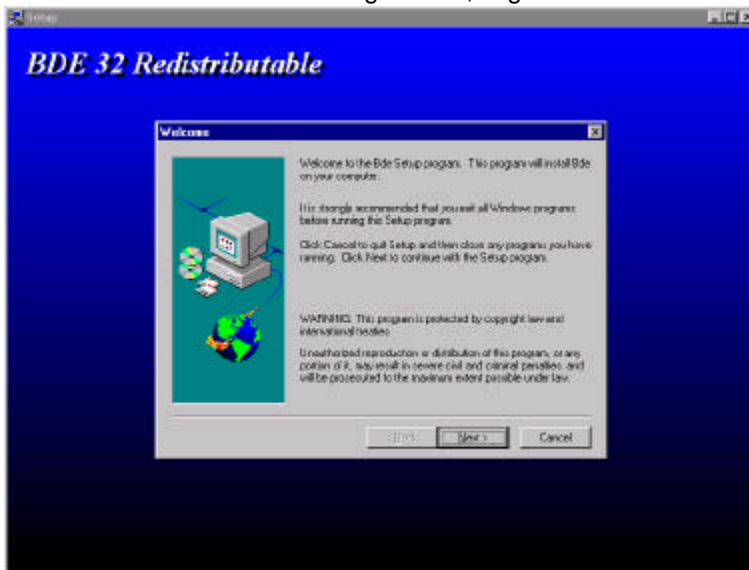 Setup
BDE 32 Redistributable
Welcome
Welcome to the Bde Setup program. This program will install Bde
on your computer.
It is strongly recommended that you exit all Windows programs
before running this Setup program.
Click Cancel to quit Setup and then close any programs you have
running. Click Next to continue with the Setup program.
WARNING: This program is protected by copyright law and
international treaties.
Unauthorized reproduction or distribution of this program, or any
portion of it, may result in severe civil and criminal penalties, and
will be prosecuted to the maximum extent possible under law.
< Back
Next >
Cancel